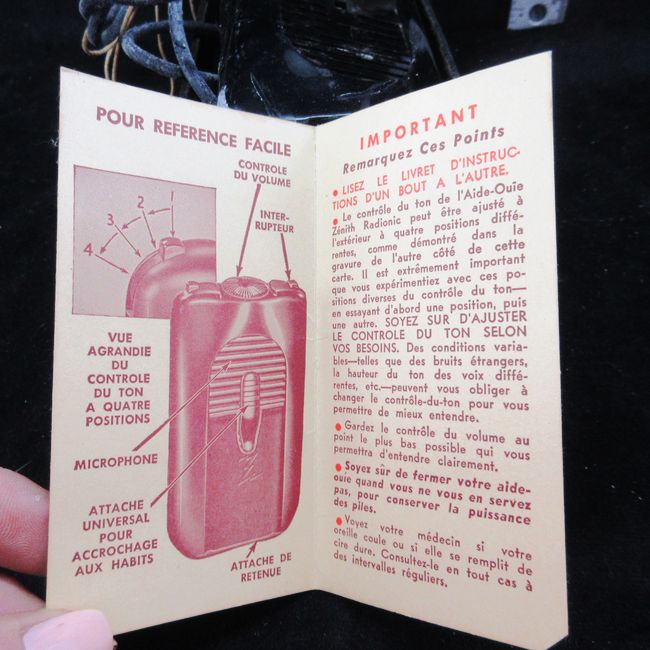 POUR REFERENCE FACILE
CONTROLE
DU VOLUME
INTER-
RUPTEUR
1
2
3
4
VUE
AGRANDIE
DU
CONTROLE
DU TON
A QUATRE
POSITIONS
MICROPHONE
ATTACHE
UNIVERSAL
POUR
ACCROCHAGE
AUX HABITS
ATTACHE DE
RETENUE
IMPORTANT
Remarquez Ces Points
● LISEZ LE LIVRET D'INSTRUC-
TIONS D'UN BOUT A L'AUTRE.
● Le contrôle du ton de l'Aide-Ouïe
Zénith Radionic peut être ajusté à
l'extérieur à quatre positions diffé-
rentes, comme démontré dans la
gravure de l'autre côté de cette
carte. Il est extrêmement important
que vous expérimentiez avec ces po-
sitions diverses du contrôle du ton—
en essayant d'abord une position, puis
une autre. SOYEZ SUR D'AJUSTER
LE CONTROLE DU TON SELON
VOS BESOINS. Des conditions varia-
bles—telles que des bruits étrangers,
la hauteur du ton des voix diffé-
rentes, etc.—peuvent vous obliger à
changer le contrôle-du-ton pour vous
permettre de mieux entendre.
● Gardez le contrôle du volume au
point le plus bas possible qui vous
permettra d'entendre clairement.
● Soyez sûr de fermer votre aide-
ouïe quand vous ne vous en servez
pas, pour conserver la puissance
des piles.
● Voyez votre médecin si votre
oreille coule ou si elle se remplit de
cire dure. Consultez-le en tout cas à
des intervalles réguliers.